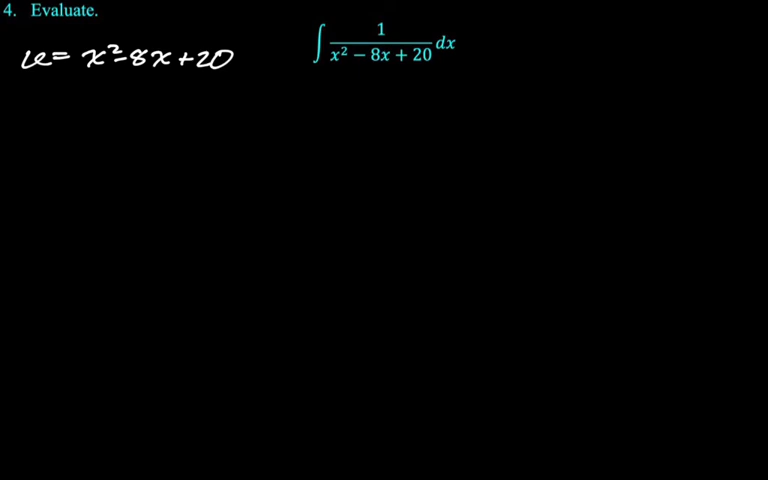 4. Evaluate.
∫ 1/(x² − 8x + 20) dx
u = x² - 8x + 20